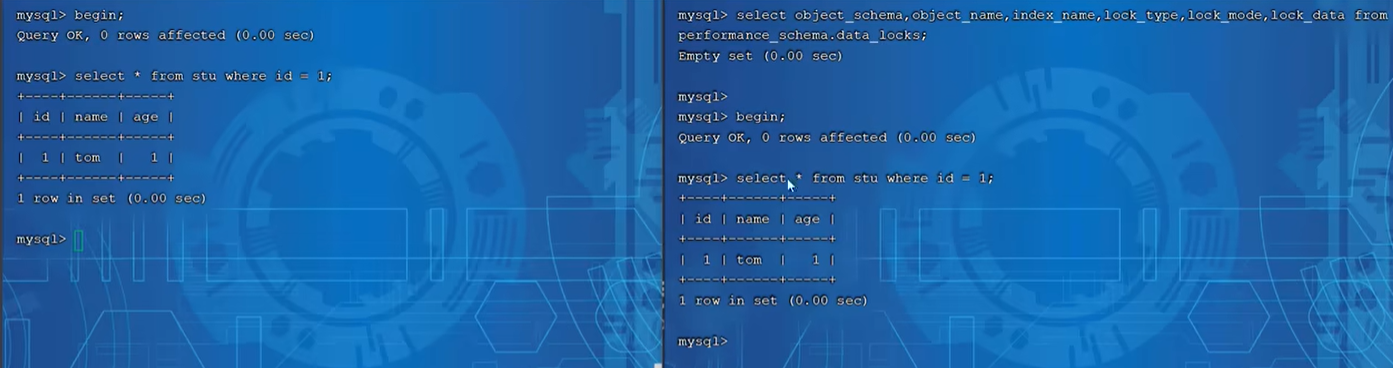 mysql> begin;
Query OK, 0 rows affected (0.00 sec)
mysql> select * from stu where id = 1;
+----+------+-----+
| id | name | age |
+----+------+-----+
|  1 | tom  |   1 |
+----+------+-----+
1 row in set (0.00 sec)
mysql>
mysql> select object_schema,object_name,index_name,lock_type,lock_mode,lock_data from
performance_schema.data_locks;
Empty set (0.00 sec)
mysql>
mysql> begin;
Query OK, 0 rows affected (0.00 sec)
mysql> select * from stu where id = 1;
+----+------+-----+
| id | name | age |
+----+------+-----+
|  1 | tom  |   1 |
+----+------+-----+
1 row in set (0.00 sec)
mysql>